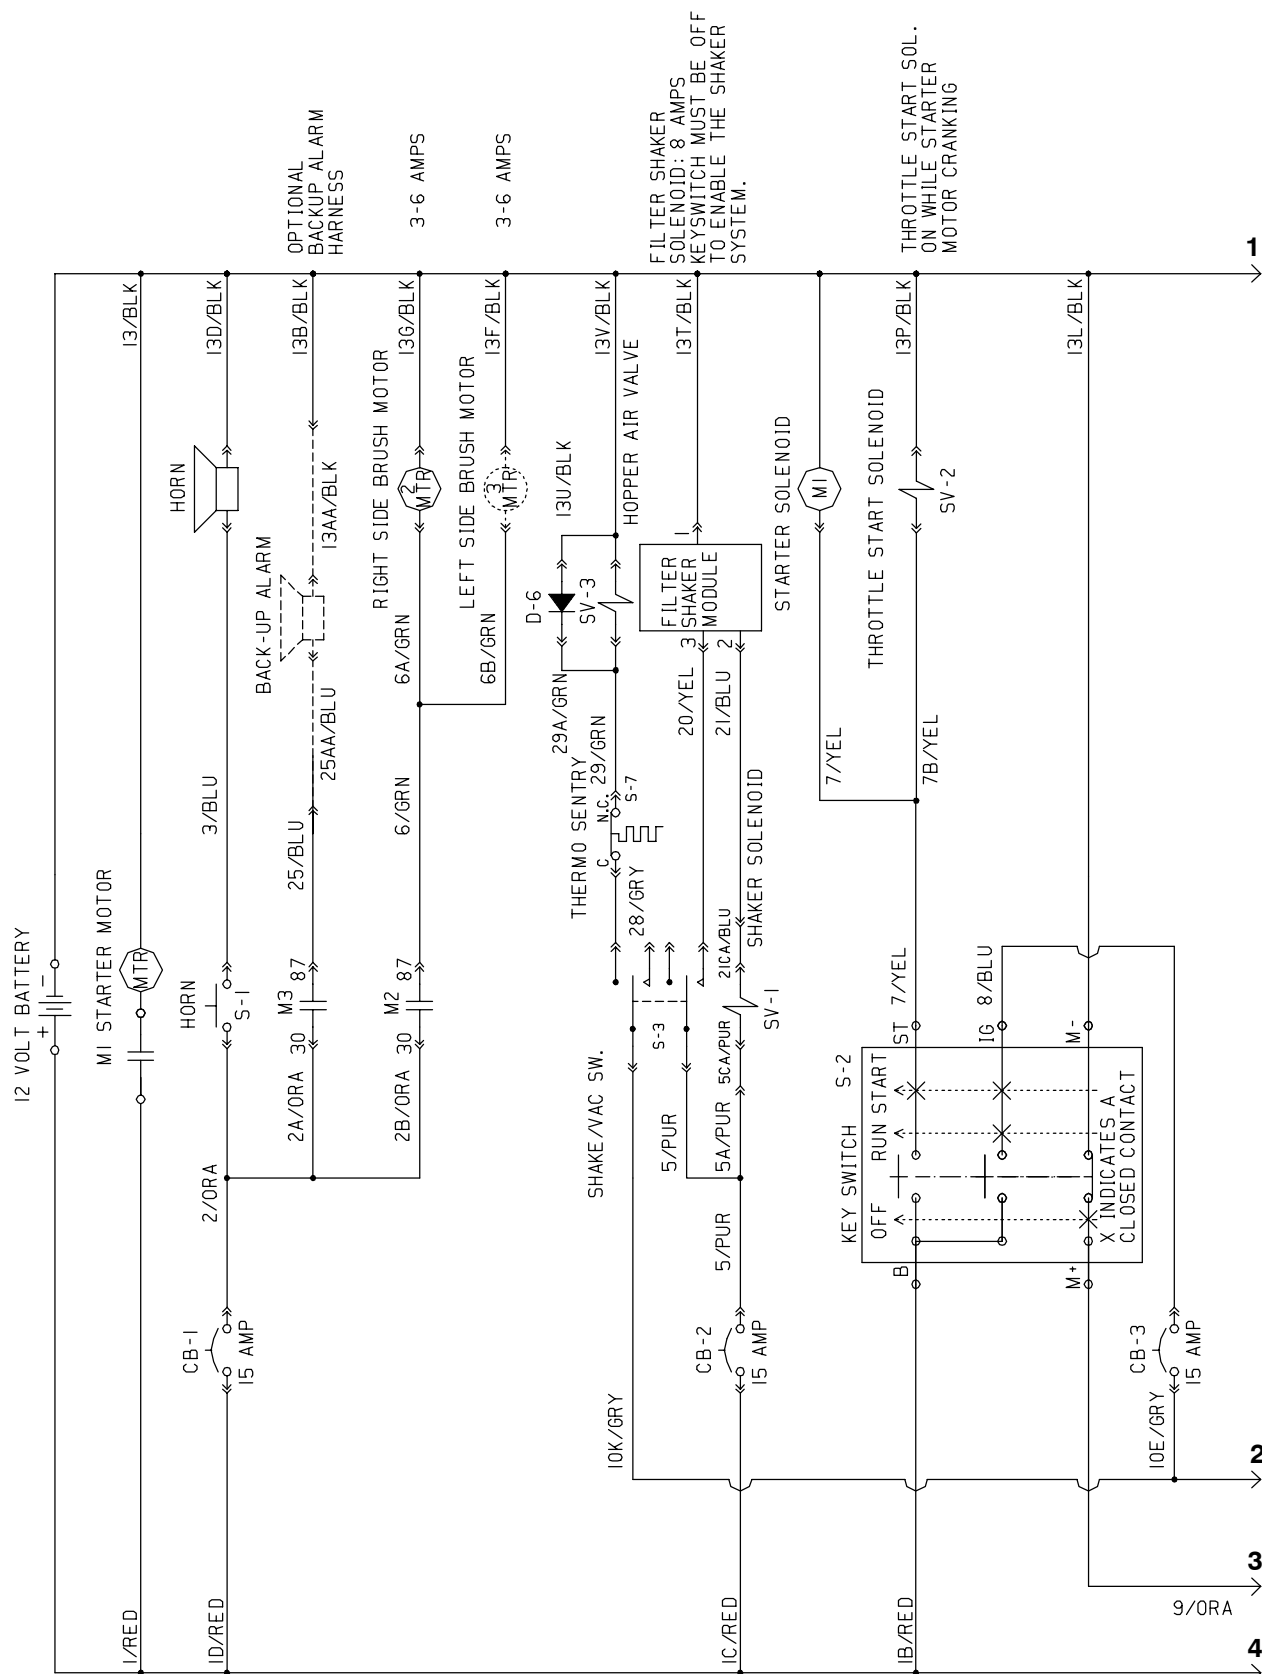 12 VOLT BATTERY
+
-
1/RED
M1 STARTER MOTOR
MTR
13/BLK
1D/RED
CB-1
15 AMP
2/ORA
HORN
S-1
3/BLU
HORN
13D/BLK
2A/ORA
30
M3
87
25/BLU
25AA/BLU
BACK-UP ALARM
13AA/BLK
13B/BLK
OPTIONAL
BACKUP ALARM
HARNESS
2B/ORA
30
M2
87
6/GRN
6A/GRN
RIGHT SIDE BRUSH MOTOR
2
MTR
13G/BLK
3-6 AMPS
6B/GRN
LEFT SIDE BRUSH MOTOR
3
MTR
13F/BLK
3-6 AMPS
10K/GRY
SHAKE/VAC SW.
S-3
28/GRY
THERMO SENTRY
C
N.C.
S-7
29/GRN
29A/GRN
D-6
SV-3
13U/BLK
HOPPER AIR VALVE
13V/BLK
1C/RED
CB-2
15 AMP
5/PUR
5/PUR
5A/PUR
5CA/PUR
SV-1
21CA/BLU
SHAKER SOLENOID
20/YEL
21/BLU
3
2
FILTER
SHAKER
MODULE
1
13T/BLK
FILTER SHAKER
SOLENOID: 8 AMPS
KEYSWITCH MUST BE OFF
TO ENABLE THE SHAKER
SYSTEM.
STARTER SOLENOID
M1
7/YEL
1B/RED
B
KEY SWITCH
S-2
OFF
RUN
START
ST
7/YEL
7B/YEL
THROTTLE START SOLENOID
SV-2
13P/BLK
THROTTLE START SOL.
ON WHILE STARTER
MOTOR CRANKING
IG
8/BLU
M+
M-
X INDICATES A
CLOSED CONTACT
13L/BLK
10E/GRY
CB-3
15 AMP
9/ORA
1
2
3
4